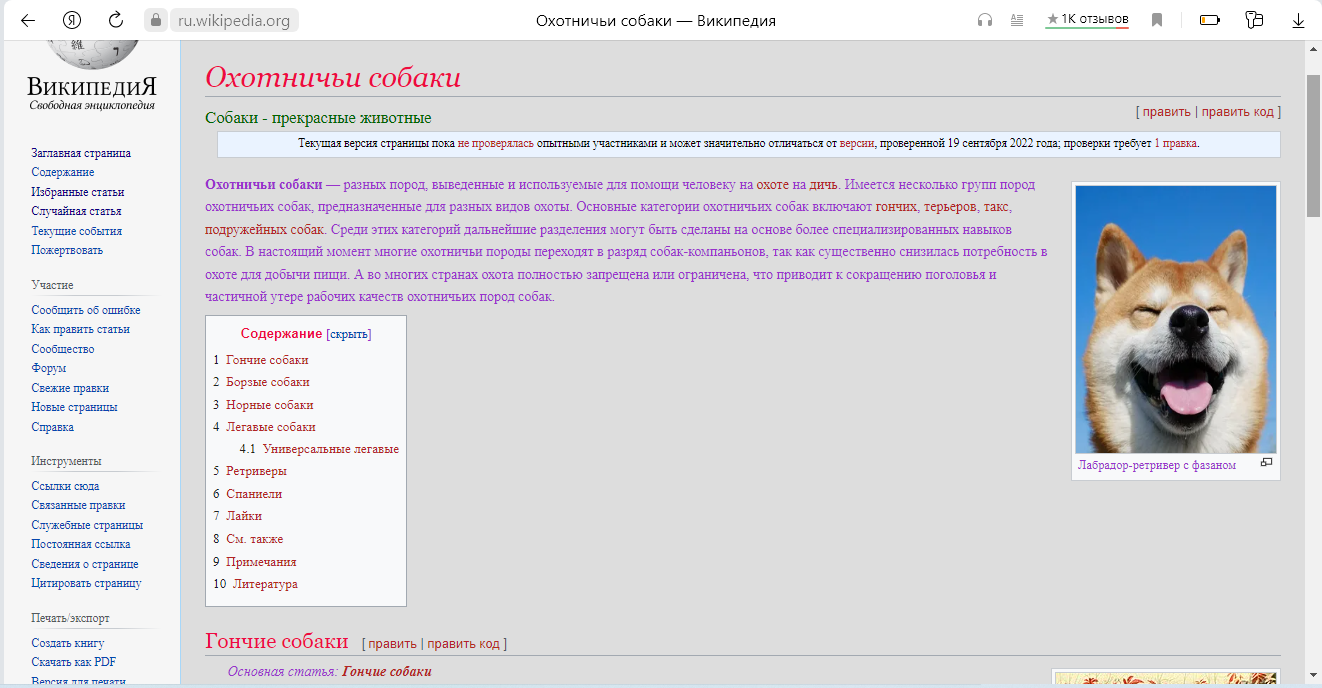 ru.wikipedia.org
Охотничьи собаки — Википедия
1К отзывов
ВикипедиЯ
Свободная энциклопедия
Заглавная страница
Содержание
Избранные статьи
Случайная статья
Текущие события
Пожертвовать
Участие
Сообщить об ошибке
Как править статьи
Сообщество
Форум
Свежие правки
Новые страницы
Справка
Инструменты
Ссылки сюда
Связанные правки
Служебные страницы
Постоянная ссылка
Сведения о странице
Цитировать страницу
Печать/экспорт
Создать книгу
Скачать как PDF
Версия для печати
Охотничьи собаки
[ править | править код ]
Собаки - прекрасные животные
Текущая версия страницы пока не проверялась опытными участниками и может значительно отличаться от версии, проверенной 19 сентября 2022 года; проверки требует 1 правка.
Охотничьи собаки — разных пород, выведенные и используемые для помощи человеку на охоте на дичь. Имеется несколько групп пород
охотничьих собак, предназначенные для разных видов охоты. Основные категории охотничьих собак включают гончих, терьеров, такс,
подружейных собак. Среди этих категорий дальнейшие разделения могут быть сделаны на основе более специализированных навыков
собак. В настоящий момент многие охотничьи породы переходят в разряд собак-компаньонов, так как существенно снизилась потребность в
охоте для добычи пищи. А во многих странах охота полностью запрещена или ограничена, что приводит к сокращению поголовья и
частичной утере рабочих качеств охотничьих пород собак.
Лабрадор-ретривер с фазаном
Содержание [скрыть]
1 Гончие собаки
2 Борзые собаки
3 Норные собаки
4 Легавые собаки
4.1 Универсальные легавые
5 Ретриверы
6 Спаниели
7 Лайки
8 См. также
9 Примечания
10 Литература
Гончие собаки [ править | править код ]
Основная статья: Гончие собаки